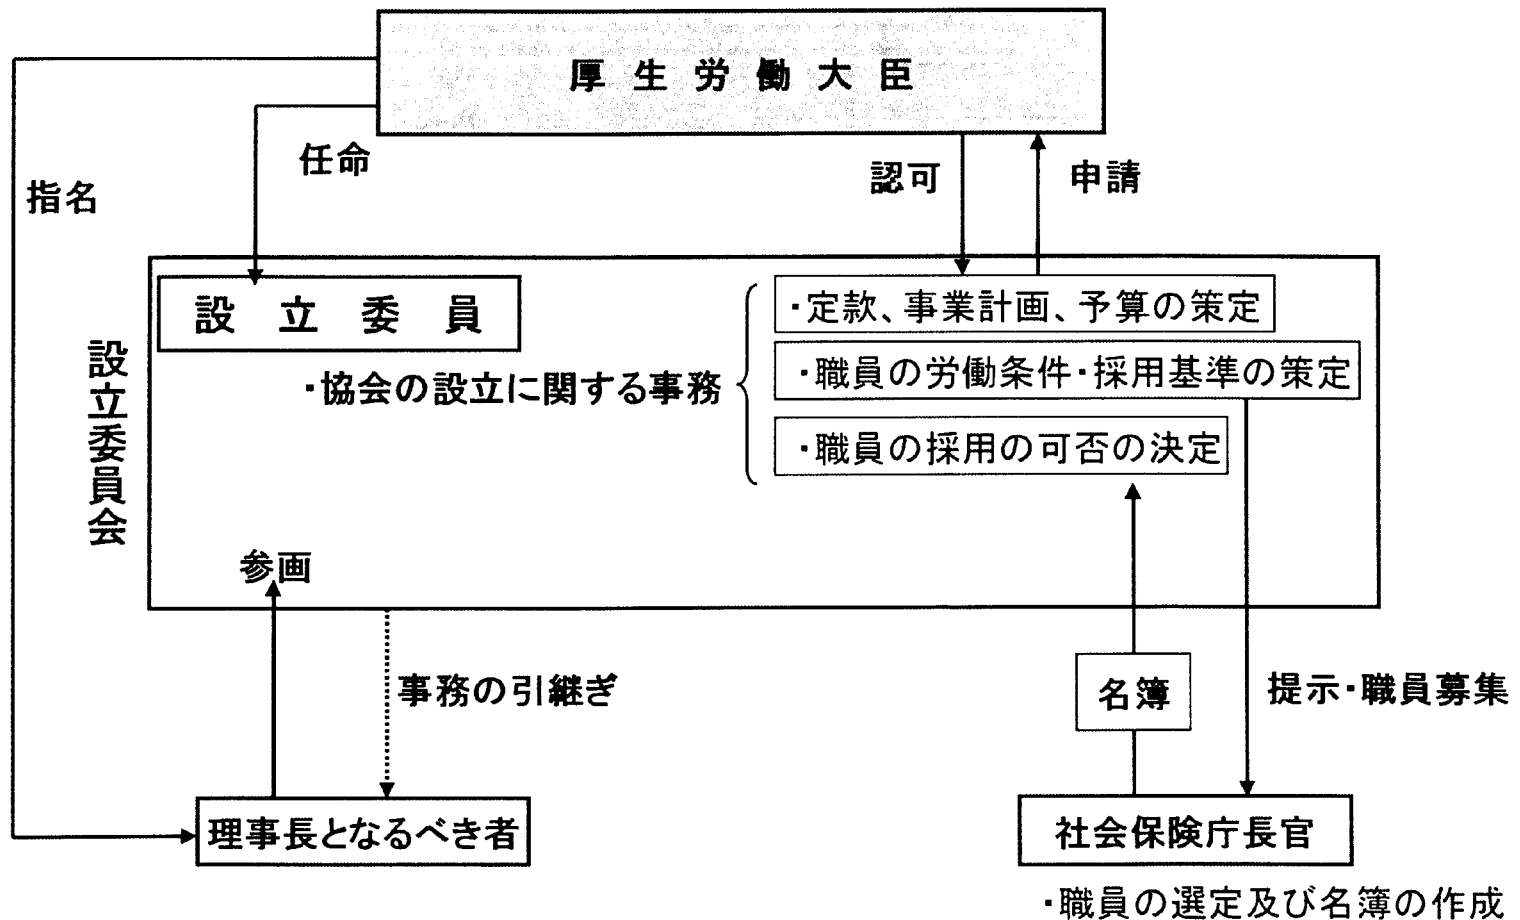 厚生労働大臣
任命
認可
申請
指名
設立委員
・定款、事業計画、予算の策定
・協会の設立に関する事務
・職員の労働条件・採用基準の策定
・職員の採用の可否の決定
設立委員会
参画
事務の引継ぎ
名簿
提示・職員募集
理事長となるべき者
社会保険庁長官
・職員の選定及び名簿の作成